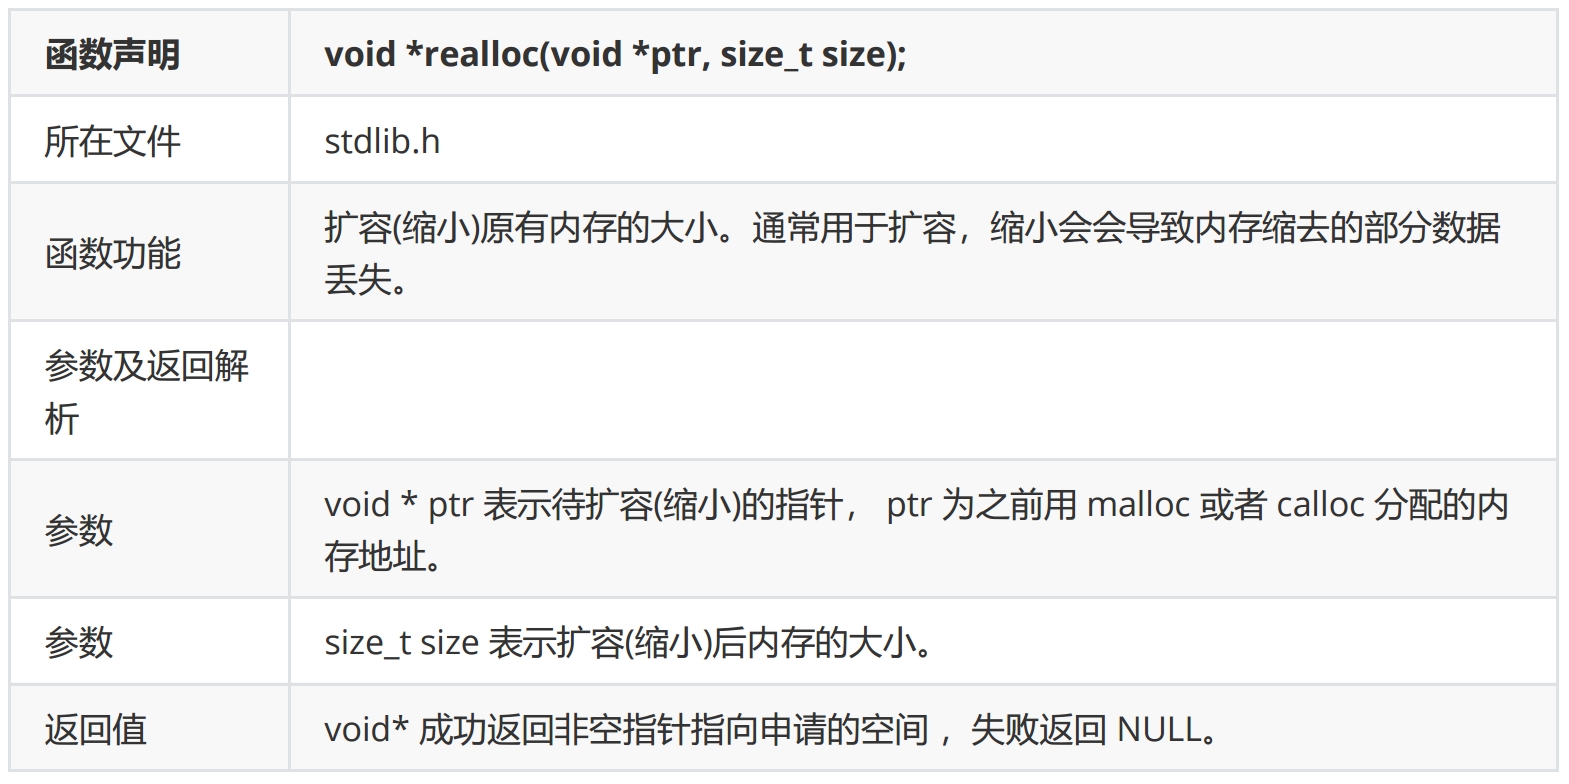 函数声明
void *realloc(void *ptr, size_t size);
所在文件
stdlib.h
函数功能
扩容(缩小)原有内存的大小。通常用于扩容，缩小会会导致内存缩去的部分数据
丢失。
参数及返回解
析
参数
void * ptr 表示待扩容(缩小)的指针， ptr 为之前用 malloc 或者 calloc 分配的内
存地址。
参数
size_t size 表示扩容(缩小)后内存的大小。
返回值
void* 成功返回非空指针指向申请的空间 ，失败返回 NULL。